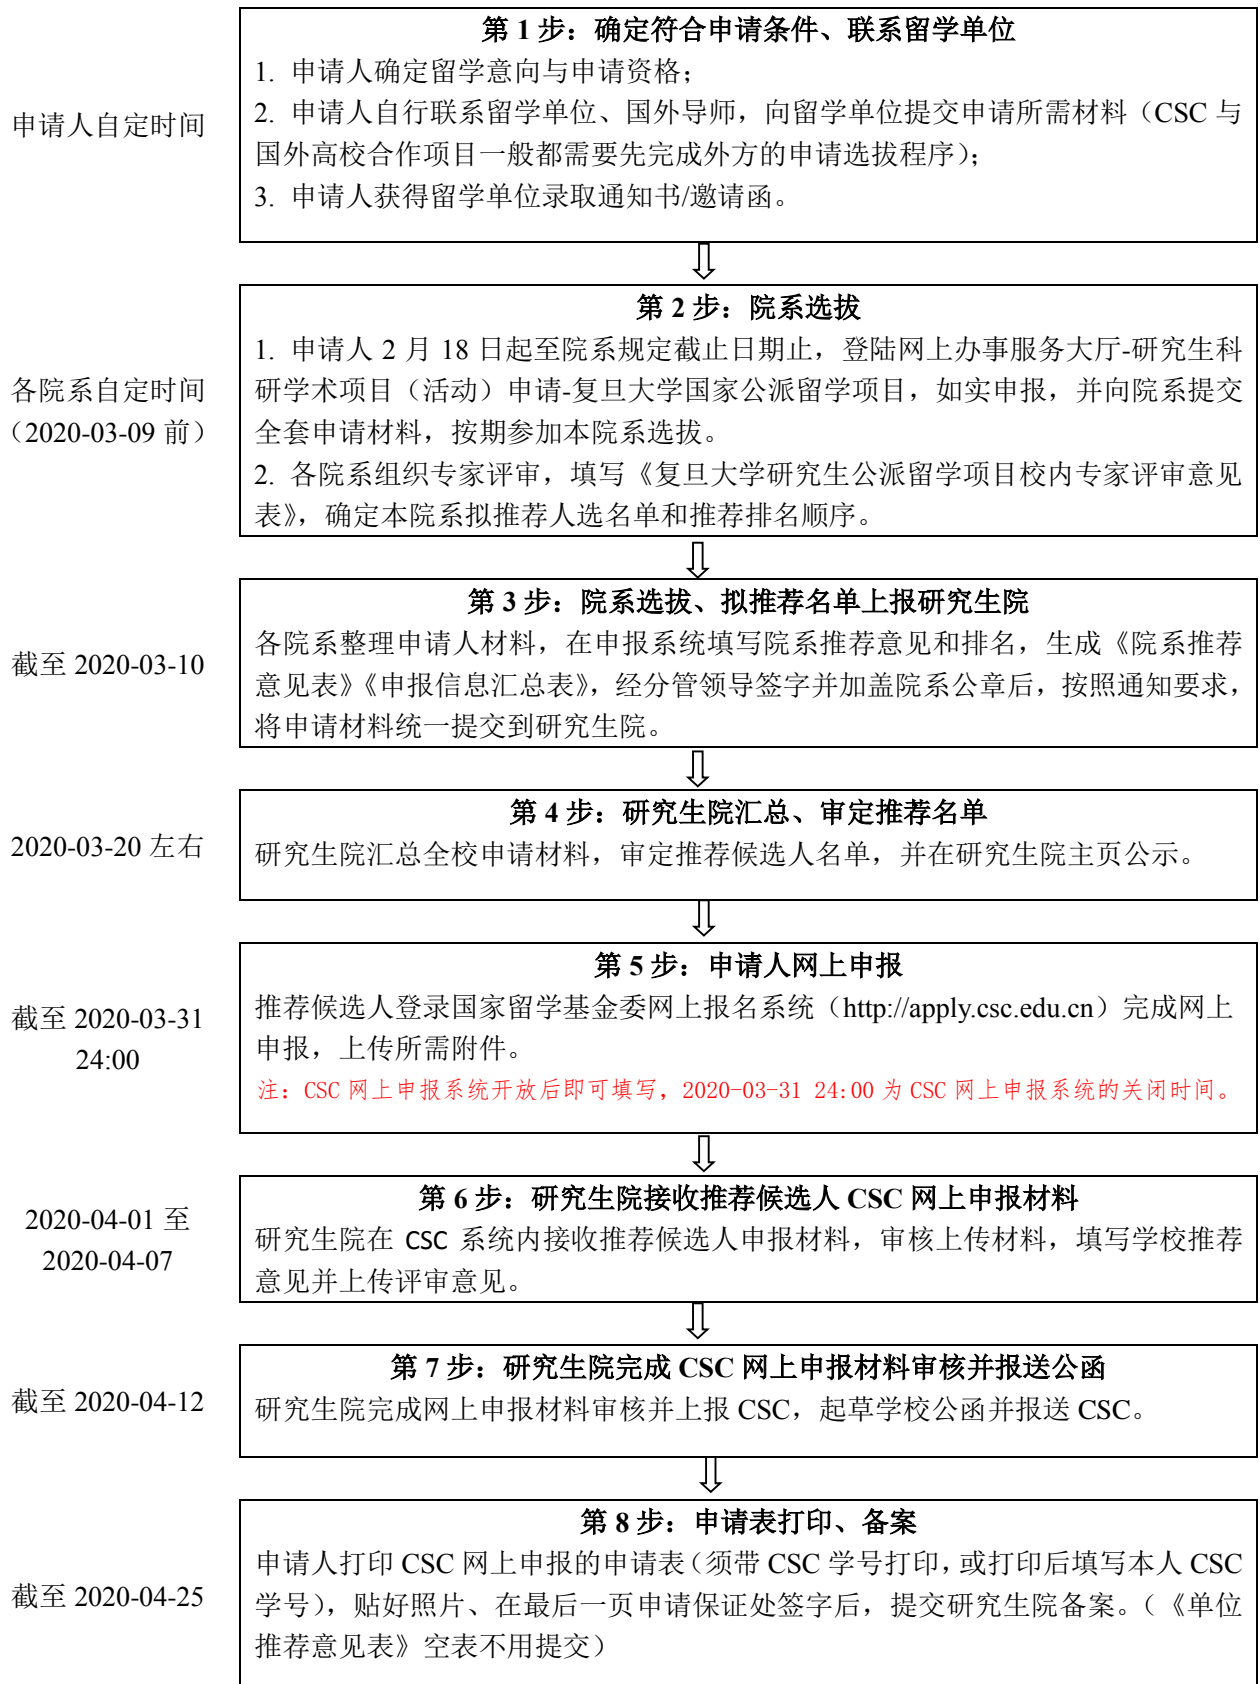 第 1 步：确定符合申请条件、联系留学单位
申请人自定时间
1. 申请人确定留学意向与申请资格；
2. 申请人自行联系留学单位、国外导师，向留学单位提交申请所需材料（CSC 与
国外高校合作项目一般都需要先完成外方的申请选拔程序）；
3. 申请人获得留学单位录取通知书/邀请函。
第 2 步：院系选拔
各院系自定时间
（2020-03-09 前）
1. 申请人 2 月 18 日起至院系规定截止日期止，登陆网上办事服务大厅-研究生科
研学术项目（活动）申请-复旦大学国家公派留学项目，如实申报，并向院系提交
全套申请材料，按期参加本院系选拔。
2. 各院系组织专家评审，填写《复旦大学研究生公派留学项目校内专家评审意见
表》，确定本院系拟推荐人选名单和推荐排名顺序。
第 3 步：院系选拔、拟推荐名单上报研究生院
截至 2020-03-10
各院系整理申请人材料，在申报系统填写院系推荐意见和排名，生成《院系推荐
意见表》《申报信息汇总表》，经分管领导签字并加盖院系公章后，按照通知要求，
将申请材料统一提交到研究生院。
第 4 步：研究生院汇总、审定推荐名单
2020-03-20 左右
研究生院汇总全校申请材料，审定推荐候选人名单，并在研究生院主页公示。
第 5 步：申请人网上申报
截至 2020-03-31
24:00
推荐候选人登录国家留学基金委网上报名系统（http://apply.csc.edu.cn）完成网上
申报，上传所需附件。
注：CSC 网上申报系统开放后即可填写，2020-03-31 24:00 为 CSC 网上申报系统的关闭时间。
第 6 步：研究生院接收推荐候选人 CSC 网上申报材料
2020-04-01 至
2020-04-07
研究生院在 CSC 系统内接收推荐候选人申报材料，审核上传材料，填写学校推荐
意见并上传评审意见。
第 7 步：研究生院完成 CSC 网上申报材料审核并报送公函
截至 2020-04-12
研究生院完成网上申报材料审核并上报 CSC，起草学校公函并报送 CSC。
第 8 步：申请表打印、备案
截至 2020-04-25
申请人打印 CSC 网上申报的申请表（须带 CSC 学号打印，或打印后填写本人 CSC
学号），贴好照片、在最后一页申请保证处签字后，提交研究生院备案。（《单位
推荐意见表》空表不用提交）